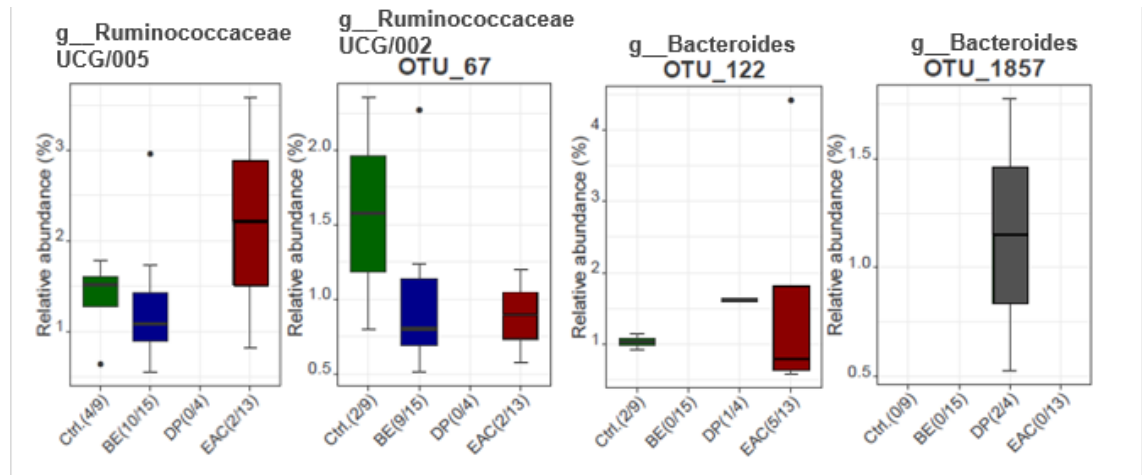 g__Ruminococcaceae
UCG/005
Relative abundance (%)
3
2
1
Ctrl.(4/9)
BE(10/15)
DP(0/4)
EAC(2/13)
g__Ruminococcaceae
UCG/002
OTU_67
Relative abundance (%)
2.0
1.5
1.0
0.5
Ctrl.(2/9)
BE(9/15)
DP(0/4)
EAC(2/13)
g__Bacteroides
OTU_122
Relative abundance (%)
4
2
1
Ctrl.(2/9)
BE(0/15)
DP(1/4)
EAC(5/13)
g__Bacteroides
OTU_1857
Relative abundance (%)
1.5
1.0
0.5
Ctrl.(0/9)
BE(0/15)
DP(2/4)
EAC(0/13)